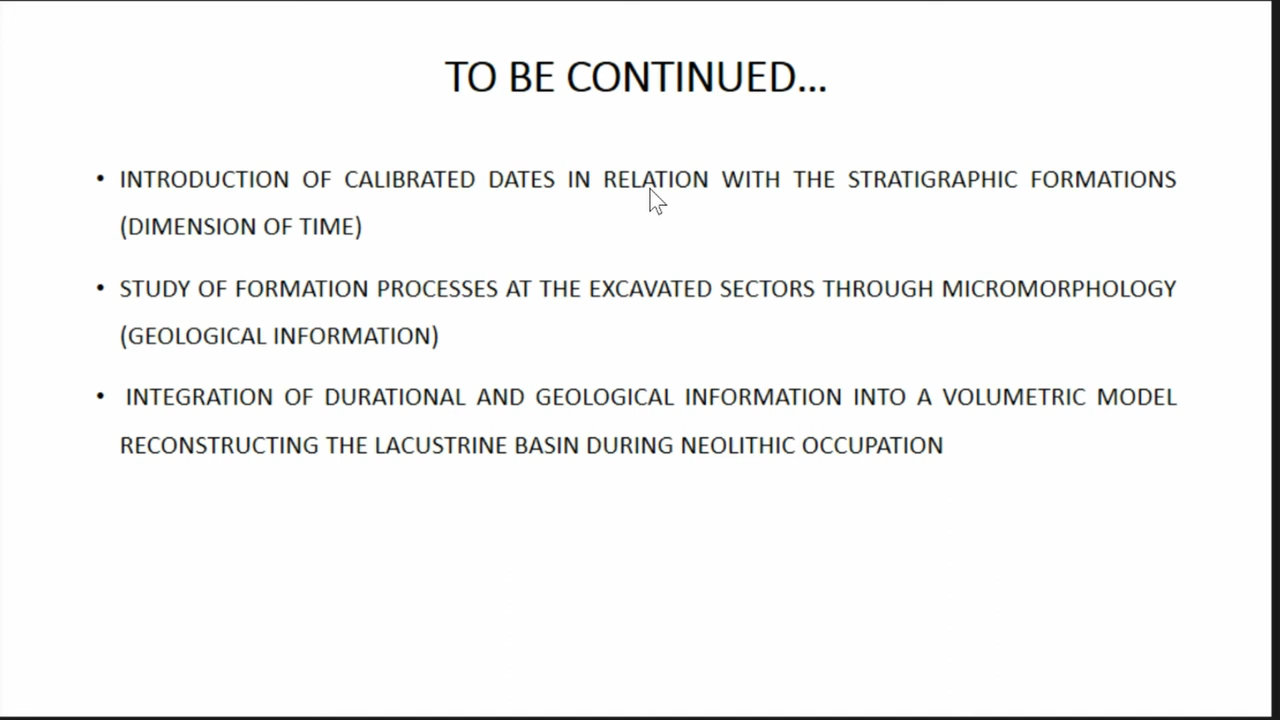 TO BE CONTINUED...
• INTRODUCTION OF CALIBRATED DATES IN RELATION WITH THE STRATIGRAPHIC FORMATIONS
(DIMENSION OF TIME)
• STUDY OF FORMATION PROCESSES AT THE EXCAVATED SECTORS THROUGH MICROMORPHOLOGY
(GEOLOGICAL INFORMATION)
• INTEGRATION OF DURATIONAL AND GEOLOGICAL INFORMATION INTO A VOLUMETRIC MODEL
RECONSTRUCTING THE LACUSTRINE BASIN DURING NEOLITHIC OCCUPATION